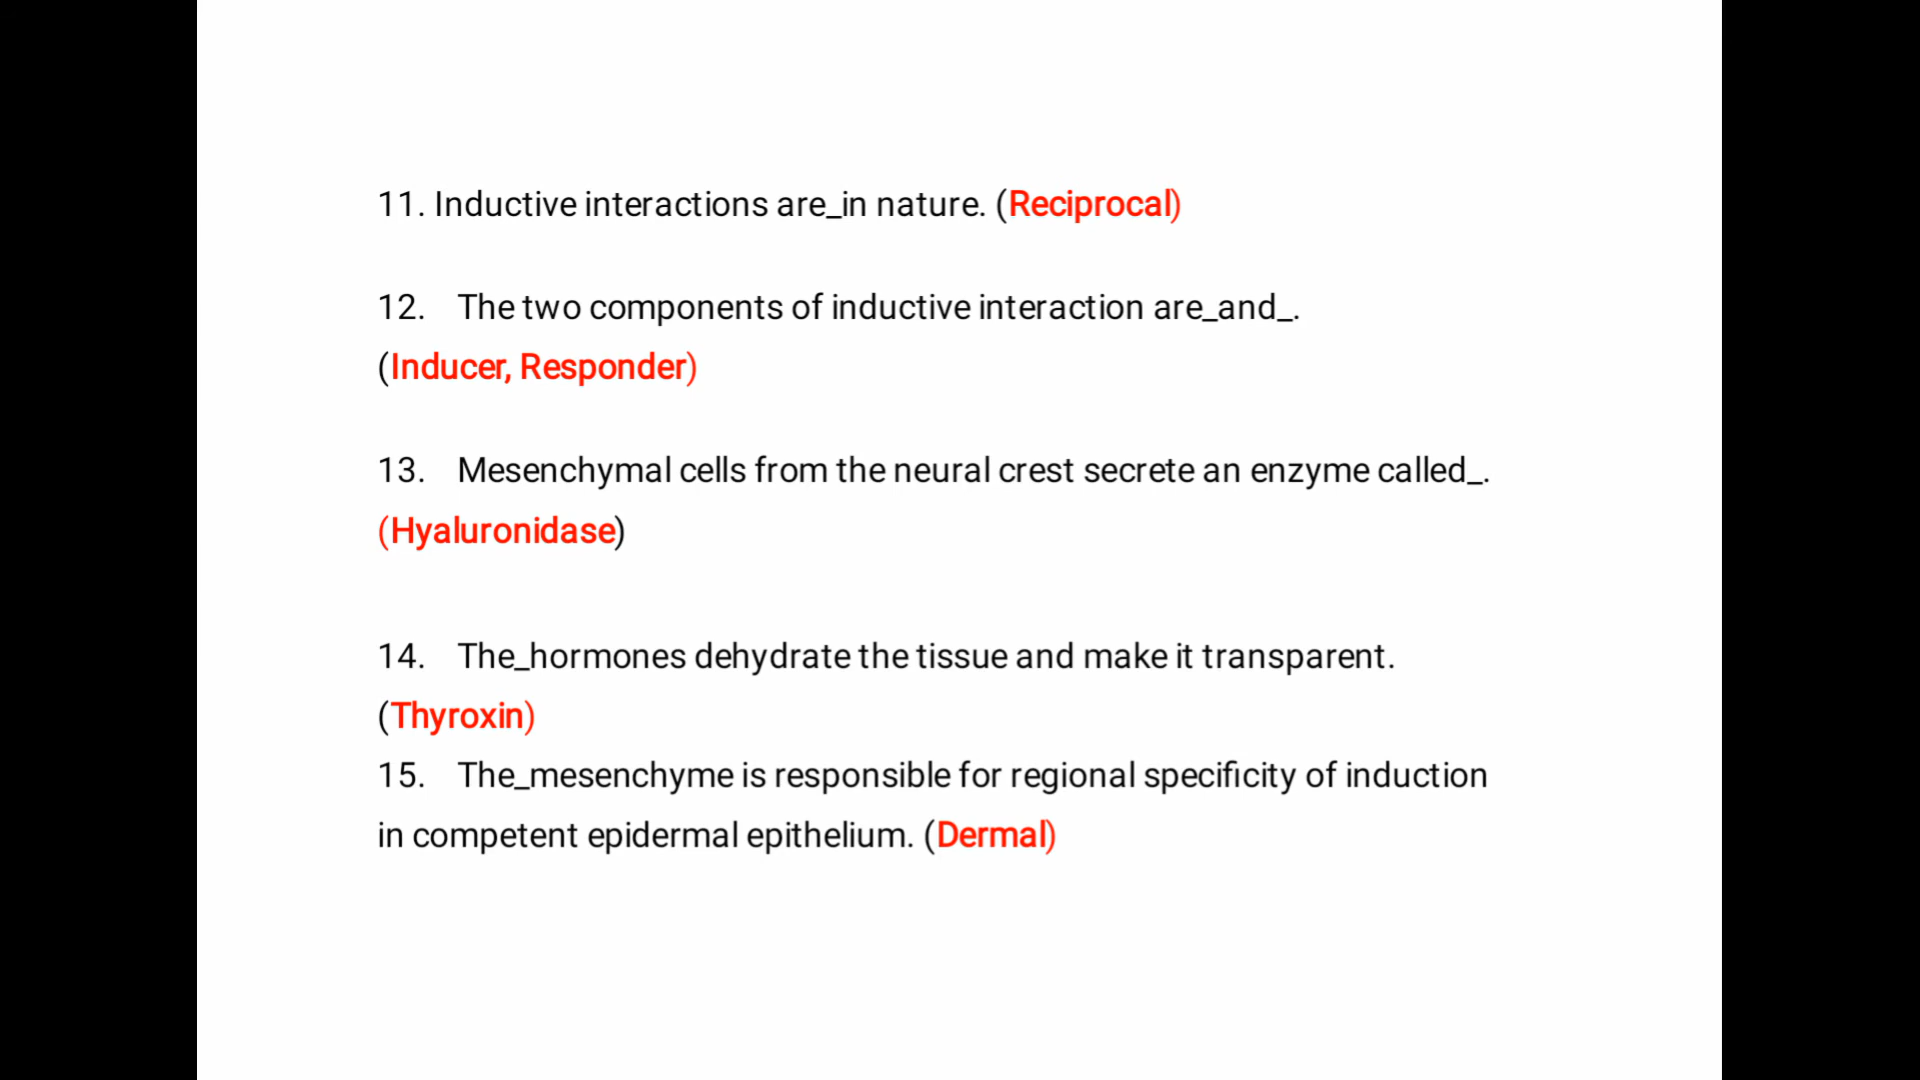 11. Inductive interactions are_in nature. (Reciprocal)
12. The two components of inductive interaction are_and_.
(Inducer, Responder)
13. Mesenchymal cells from the neural crest secrete an enzyme called_.
(Hyaluronidase)
14. The_hormones dehydrate the tissue and make it transparent.
(Thyroxin)
15. The_mesenchyme is responsible for regional specificity of induction
in competent epidermal epithelium. (Dermal)